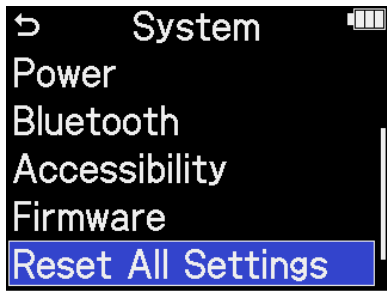 System
Power
Bluetooth
Accessibility
Firmware
Reset All Settings